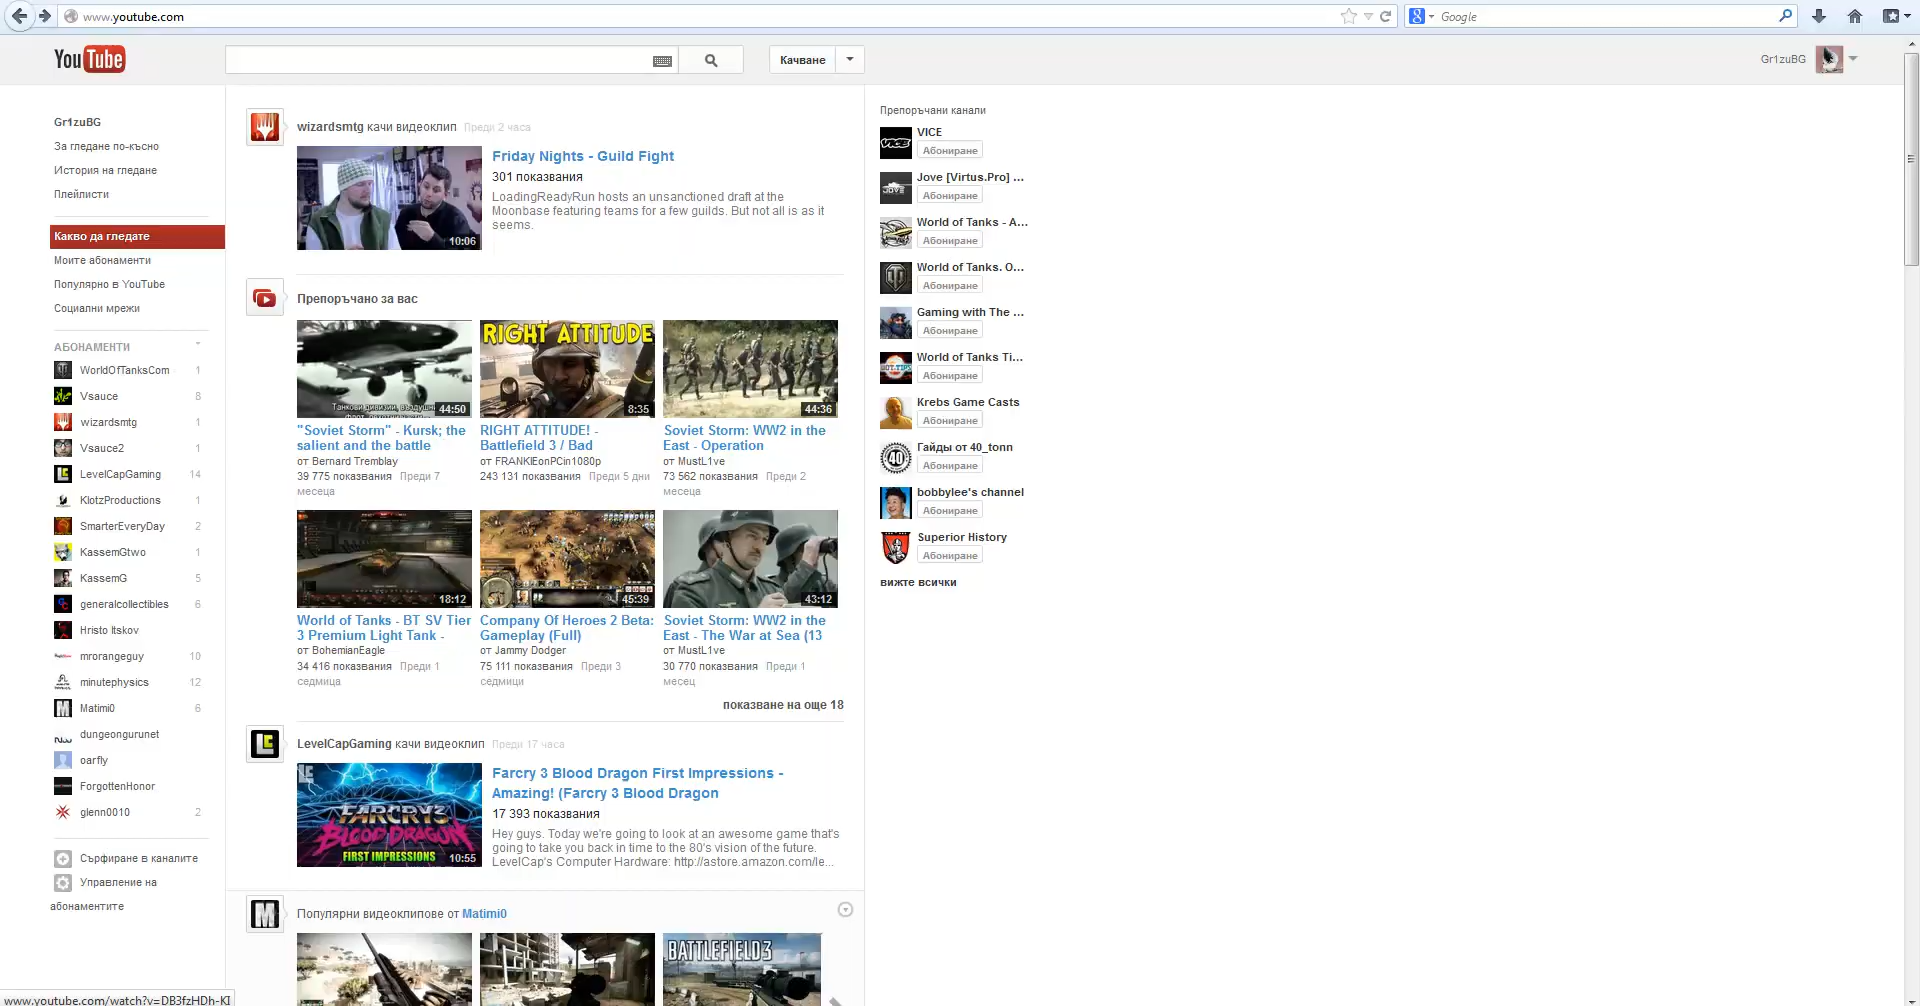 www.youtube.com
Google
YouTube
Качване
Gr1zuBG
Gr1zuBG
За гледане по-късно
История на гледане
Плейлисти
Какво да гледате
Моите абонаменти
Популярно в YouTube
Социални мрежи
АБОНАМЕНТИ
WorldOfTanksCom 1
Vsauce 8
wizardsmtg 1
Vsauce2 1
LevelCapGaming 14
KlotzProductions 1
SmarterEveryDay 2
KassemGtwo 1
KassemG 5
generalcollectibles 6
Hristo Itskov
mrorangeguy 10
minutephysics 12
Matimi0 6
dungeongurunet
oarfly
ForgottenHonor
glenn0010 2
Сърфиране в каналите
Управление на
абонаментите
wizardsmtg качи видеоклип Преди 2 часа
Friday Nights - Guild Fight
301 показвания
LoadingReadyRun hosts an unsanctioned draft at the
Moonbase featuring teams for a few guilds. But not all is as it
seems.
10:06
Препоръчано за вас
Танкови дивизии, въздушн
44:50
RIGHT ATTITUDE
8:35
44:36
"Soviet Storm" - Kursk; the
salient and the battle
от Bernard Tremblay
39 775 показвания Преди 7
месеца
RIGHT ATTITUDE! -
Battlefield 3 / Bad
от FRANKIEonPCin1080p
243 131 показвания Преди 5 дни
Soviet Storm: WW2 in the
East - Operation
от MustL1ve
73 562 показвания Преди 2
месеца
18:12
45:39
43:12
World of Tanks - BT SV Tier
3 Premium Light Tank -
от BohemianEagle
34 416 показвания Преди 1
седмица
Company Of Heroes 2 Beta:
Gameplay (Full)
от Jammy Dodger
75 111 показвания Преди 3
седмици
Soviet Storm: WW2 in the
East - The War at Sea (13
от MustL1ve
30 770 показвания Преди 1
месец
показване на още 18
LevelCapGaming качи видеоклип Преди 17 часа
FARCRY3
BLOOD DRAGON
FIRST IMPRESSIONS
10:55
Farcry 3 Blood Dragon First Impressions -
Amazing! (Farcry 3 Blood Dragon
17 393 показвания
Hey guys. Today we're going to look at an awesome game that's
going to take you back in time to the 80's vision of the future.
LevelCap's Computer Hardware: http://astore.amazon.com/le...
Популярни видеоклипове от Matimi0
BATTLEFIELD 3
Препоръчани канали
VICE
Абониране
Jove [Virtus.Pro] ...
Абониране
World of Tanks - A...
Абониране
World of Tanks. O...
Абониране
Gaming with The ...
Абониране
World of Tanks Ti...
Абониране
Krebs Game Casts
Абониране
Гайды от 40_tonn
Абониране
bobbylee's channel
Абониране
Superior History
Абониране
вижте всички
www.youtube.com/watch?v=DB3fzHDh-KI